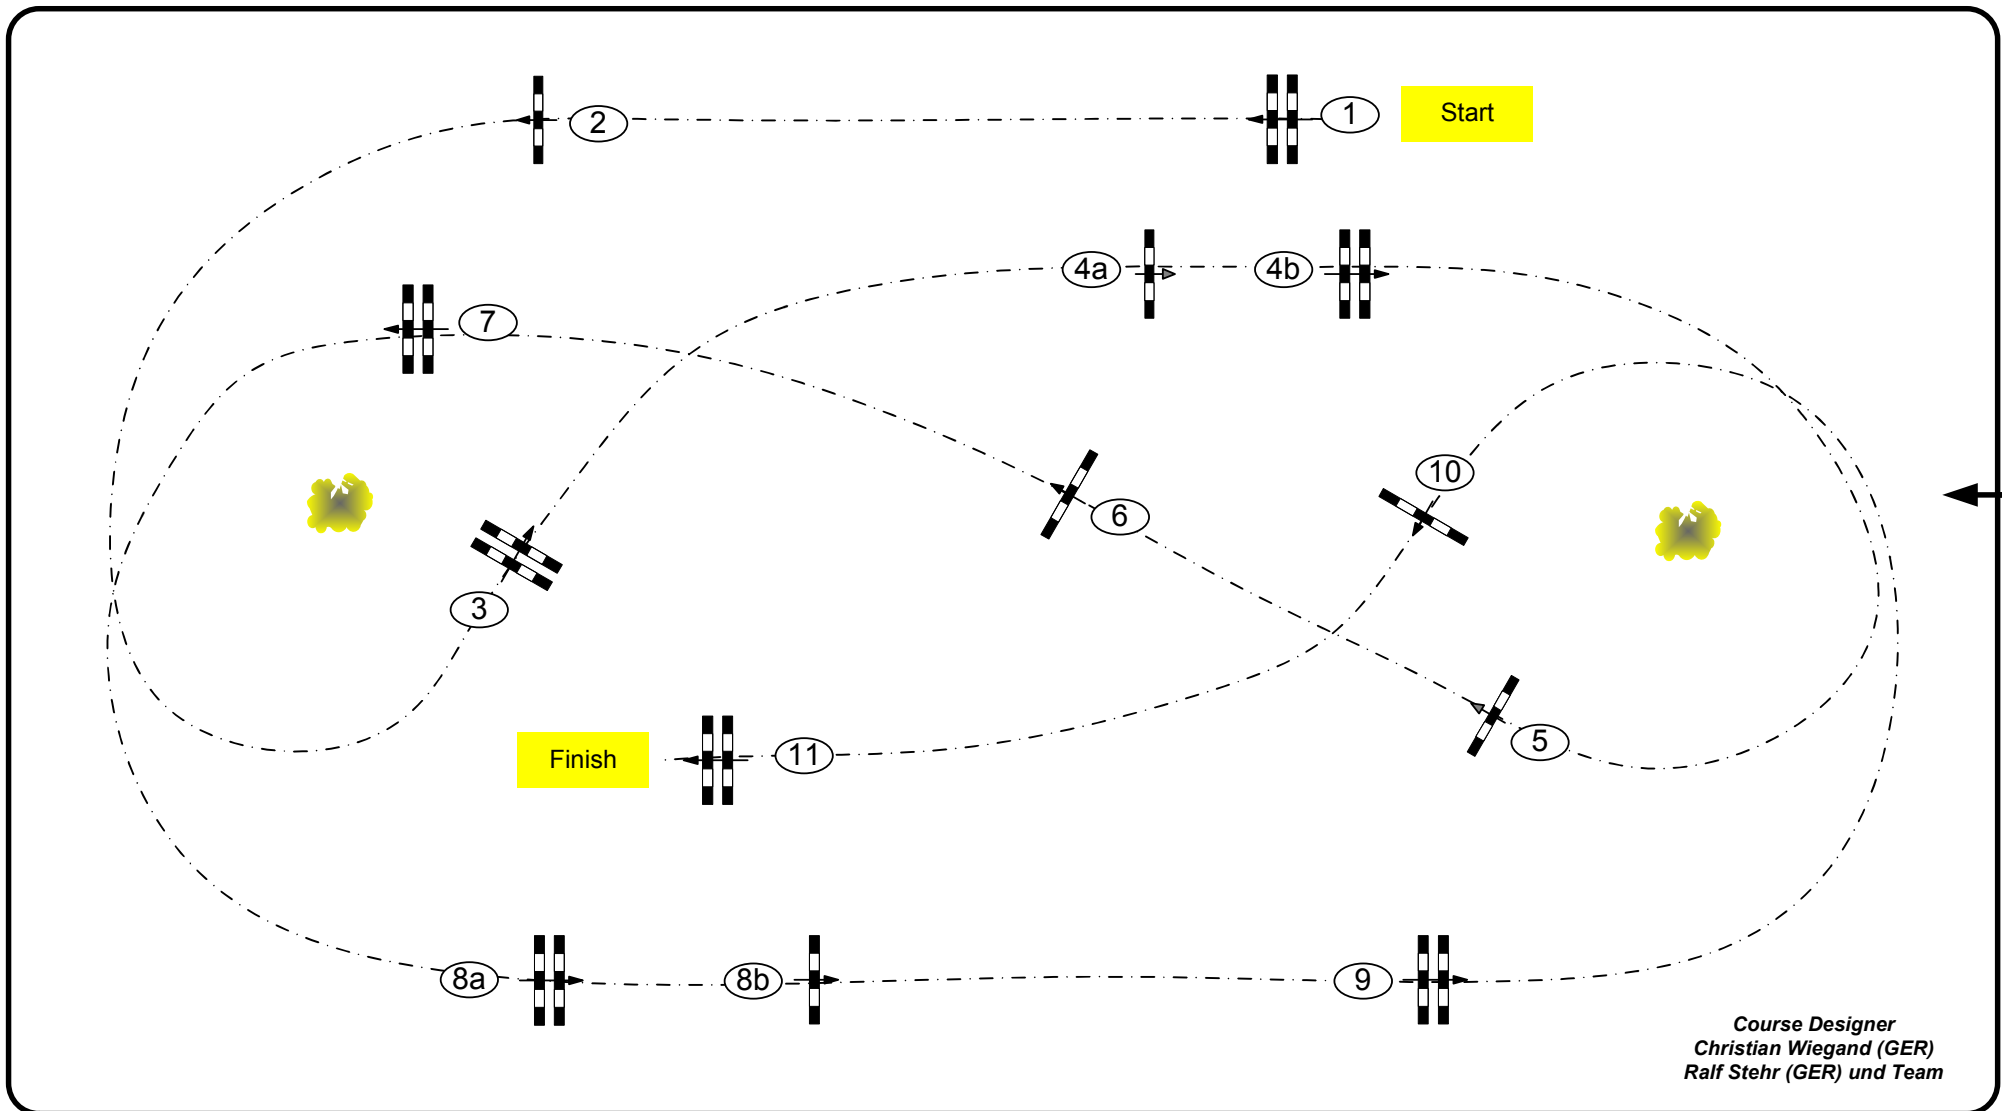 2
1
Start
4a
4b
7
10
6
3
5
Finish
11
8a
8b
9
Course Designer
Christian Wiegand (GER)
Ralf Stehr (GER) und Team